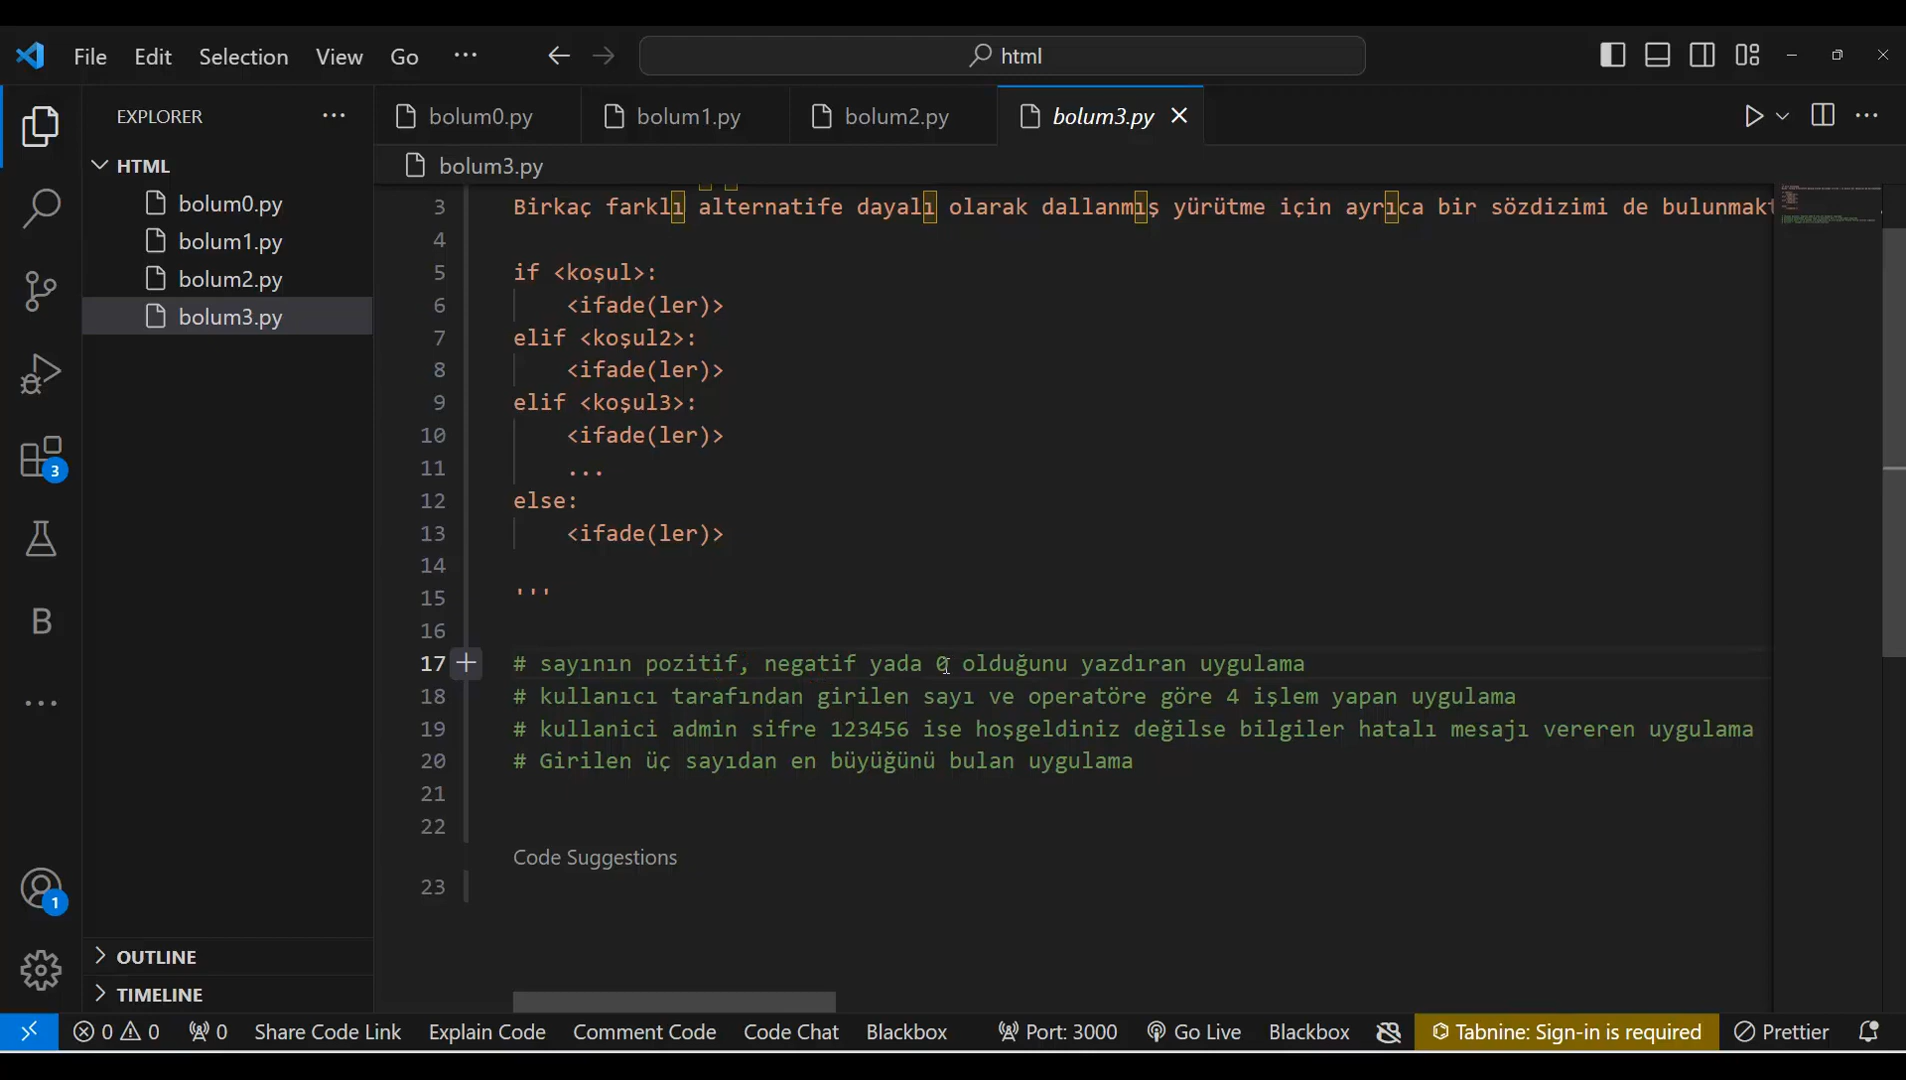 File Edit Selection View Go ... html
EXPLORER ... bolum0.py bolum1.py bolum2.py bolum3.py
HTML
bolum3.py
bolum0.py
bolum1.py
bolum2.py
bolum3.py
3 Birkaç farklı alternatife dayalı olarak dallanmış yürütme için ayrıca bir sözdizimi de bulunmakt
4
5 if <koşul>:
6 <ifade(ler)>
7 elif <koşul2>:
8 <ifade(ler)>
9 elif <koşul3>:
10 <ifade(ler)>
11 ...
12 else:
13 <ifade(ler)>
14
15 '''
16
17 # sayının pozitif, negatif yada 0 olduğunu yazdıran uygulama
18 # kullanıcı tarafından girilen sayı ve operatöre göre 4 işlem yapan uygulama
19 # kullanici admin sifre 123456 ise hoşgeldiniz değilse bilgiler hatalı mesajı vereren uygulama
20 # Girilen üç sayıdan en büyüğünü bulan uygulama
21
22
Code Suggestions
23
3
B
1
OUTLINE
TIMELINE
0 0 0 Share Code Link Explain Code Comment Code Code Chat Blackbox Port: 3000 Go Live Blackbox Tabnine: Sign-in is required Prettier